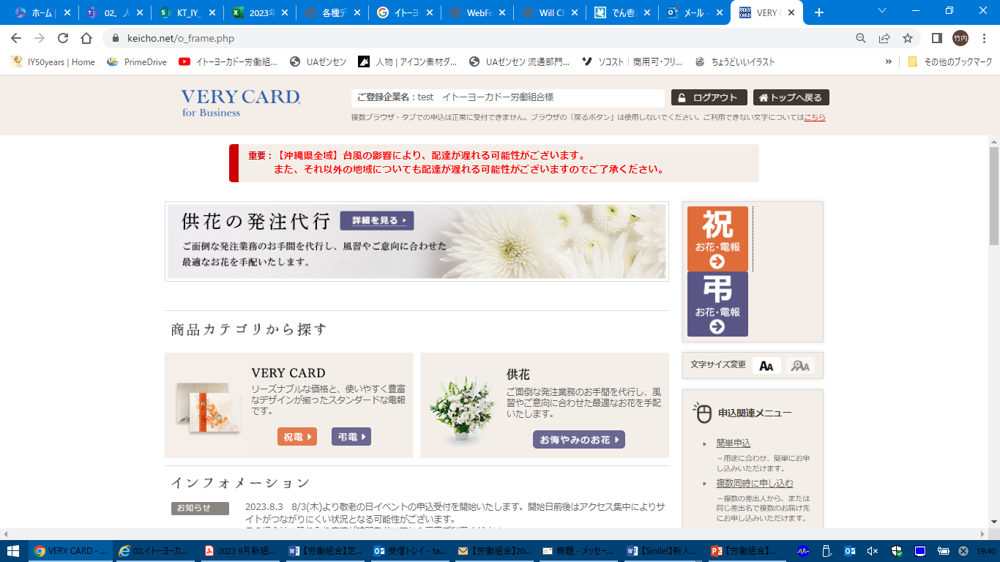 ホーム |
02. 人
KT_IY_
2023年
各種デ
イトーヨ
WebFo
Will Ch
でんきノ
メール -
VERY C
keicho.net/o_frame.php
竹内
IY50years | Home
PrimeDrive
イトーヨーカドー労働組...
UAゼンセン
人物 | アイコン素材ダ...
UAゼンセン 流通部門...
ソコスト | 商用可・フリ...
ちょうどいいイラスト
»
その他のブックマーク
VERY CARD
for Business
ご登録企業名：test　イトーヨーカドー労働組合様
ログアウト
トップへ戻る
複数ブラウザ・タブでの申込は正常に受付できません。ブラウザの「戻るボタン」は使用しないでください。ご利用できない文字についてはこちら
重要：【沖縄県全域】台風の影響により、配達が遅れる可能性がございます。
また、それ以外の地域についても配達が遅れる可能性がございますのでご了承ください。
供花の発注代行
詳細を見る
ご面倒な発注業務のお手間を代行し、風習やご意向に合わせた
最適なお花を手配いたします。
祝
お花・電報
弔
お花・電報
商品カテゴリから探す
VERY CARD
リーズナブルな価格と、使いやすく豊富
なデザインが揃ったスタンダードな電報
です。
祝電
弔電
供花
ご面倒な発注業務のお手間を代行し、風
習やご意向に合わせた最適なお花を手配
いたします。
お悔やみのお花
文字サイズ変更
AA
AA
申込関連メニュー
簡単申込
－用途に合わせ、簡単にお申
し込みいただけます。
複数同時に申し込む
－複数の差出人から、または
同じ差出名で複数のお届け先
にお申し込みいただけます。
インフォメーション
お知らせ
2023.8.3　8/3(木)より敬老の日イベントの申込受付を開始いたします。開始日前後はアクセス集中によりサ
イトがつながりにくい状況となる可能性がございます。
VERY CARD - ...
02.イトーヨーカ...
2023 9月新組...
【労働組合】定...
受信トレイ - ta...
【労働組合】20...
無題 - メッセー...
【Smile!】新人...
【労働組合】...
19:40